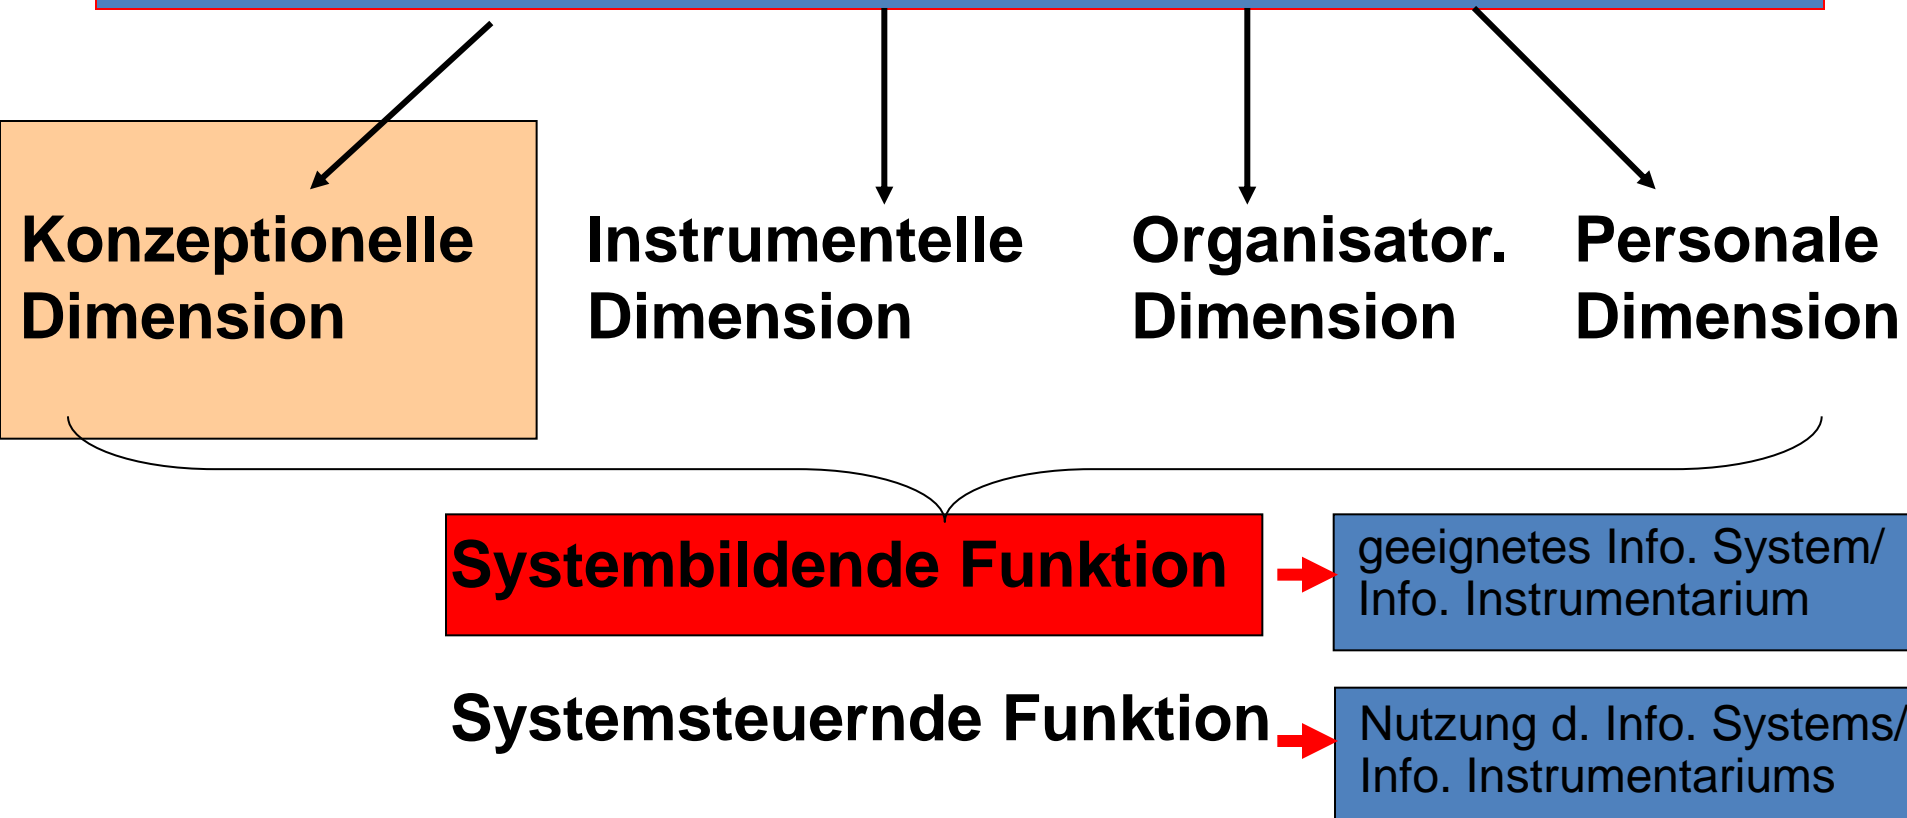 Konzeptionelle
Dimension
Instrumentelle
Dimension
Organisator.
Dimension
Personale
Dimension
Systembildende Funktion
geeignetes Info. System/
Info. Instrumentarium
Systemsteuernde Funktion
Nutzung d. Info. Systems/
Info. Instrumentariums